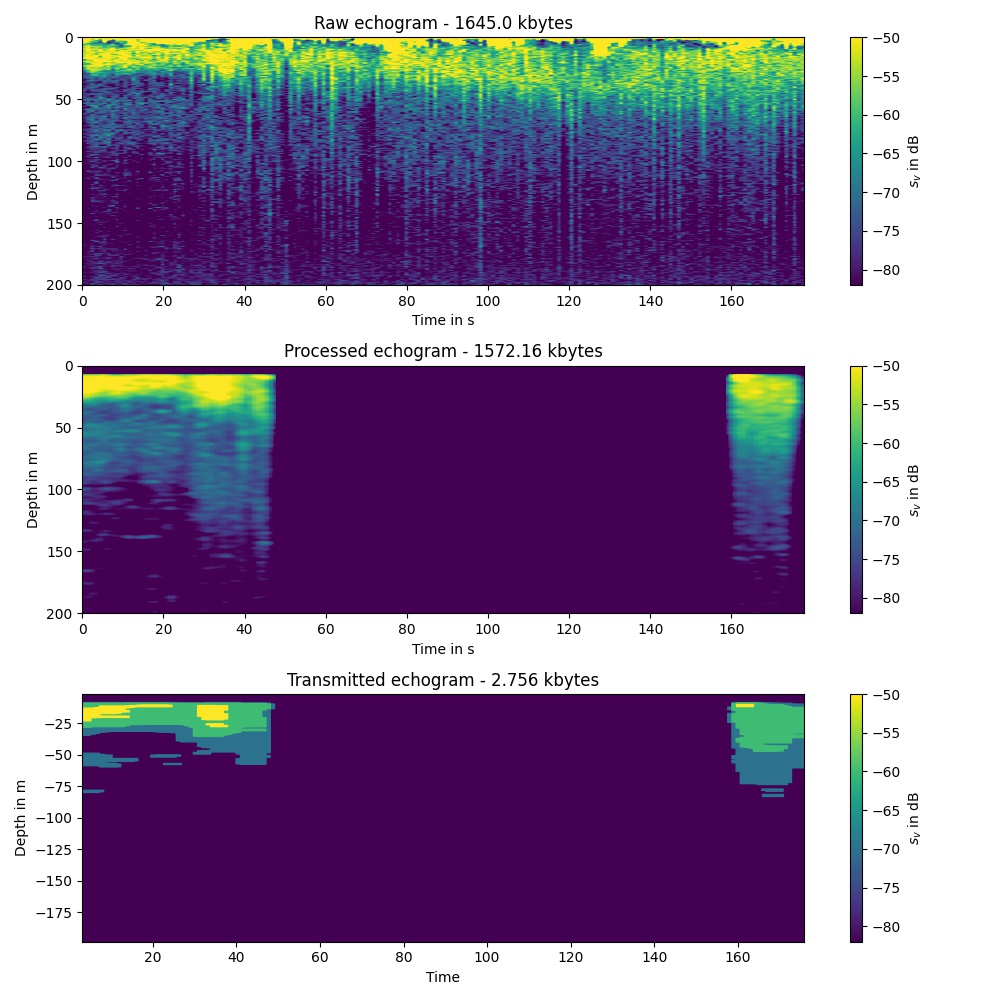 Raw echogram - 1645.0 kbytes
Depth in m
0
50
100
150
200
0 20 40 60 80 100 120 140 160
Time in s
−50
−55
−60
−65
−70
−75
−80
sv in dB
Processed echogram - 1572.16 kbytes
Depth in m
0
50
100
150
200
0 20 40 60 80 100 120 140 160
Time in s
−50
−55
−60
−65
−70
−75
−80
sv in dB
Transmitted echogram - 2.756 kbytes
Depth in m
−25
−50
−75
−100
−125
−150
−175
20 40 60 80 100 120 140 160
Time
−50
−55
−60
−65
−70
−75
−80
sv in dB